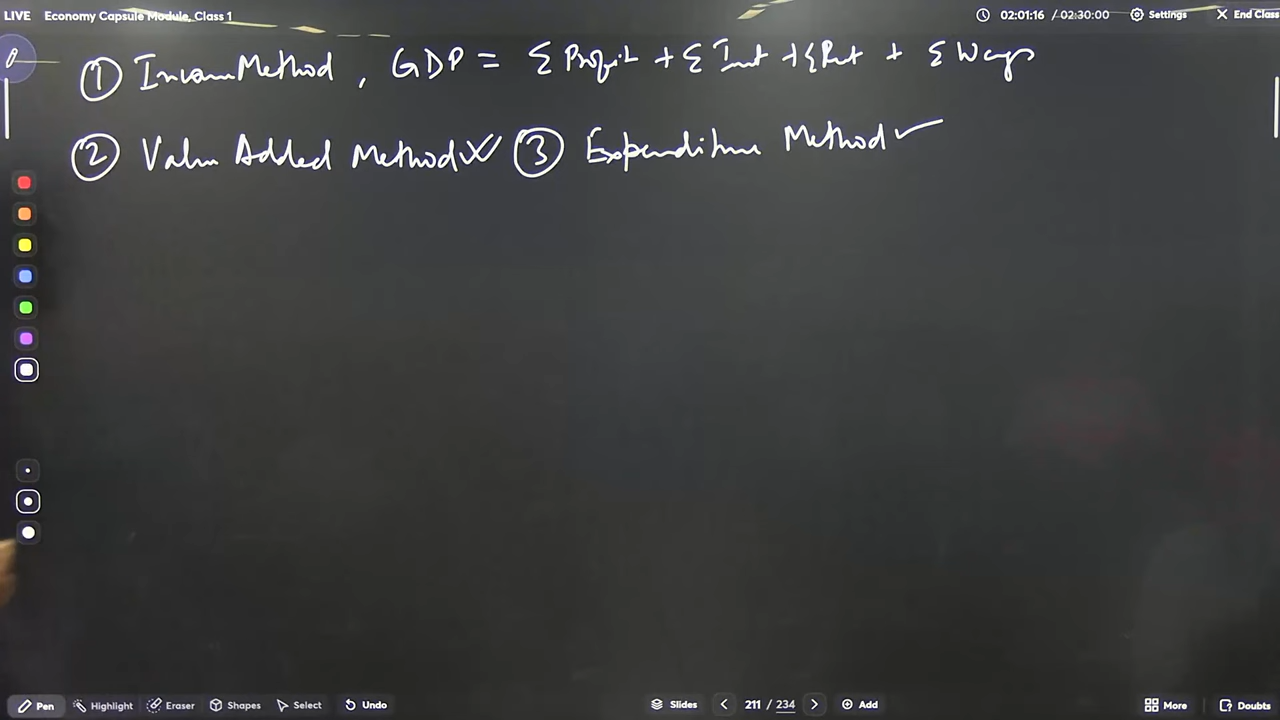 LIVE Economy Capsule Module, Class 1 02:01:16 / 02:30:00 Settings End Class
① Income Method, GDP = Σ Profit + Σ Int + Σ Rent + Σ Wages
② Value Added Method ③ Expenditure Method ✓
Pen Highlight Eraser Shapes Select Undo Slides 211 / 234 Add More Doubts